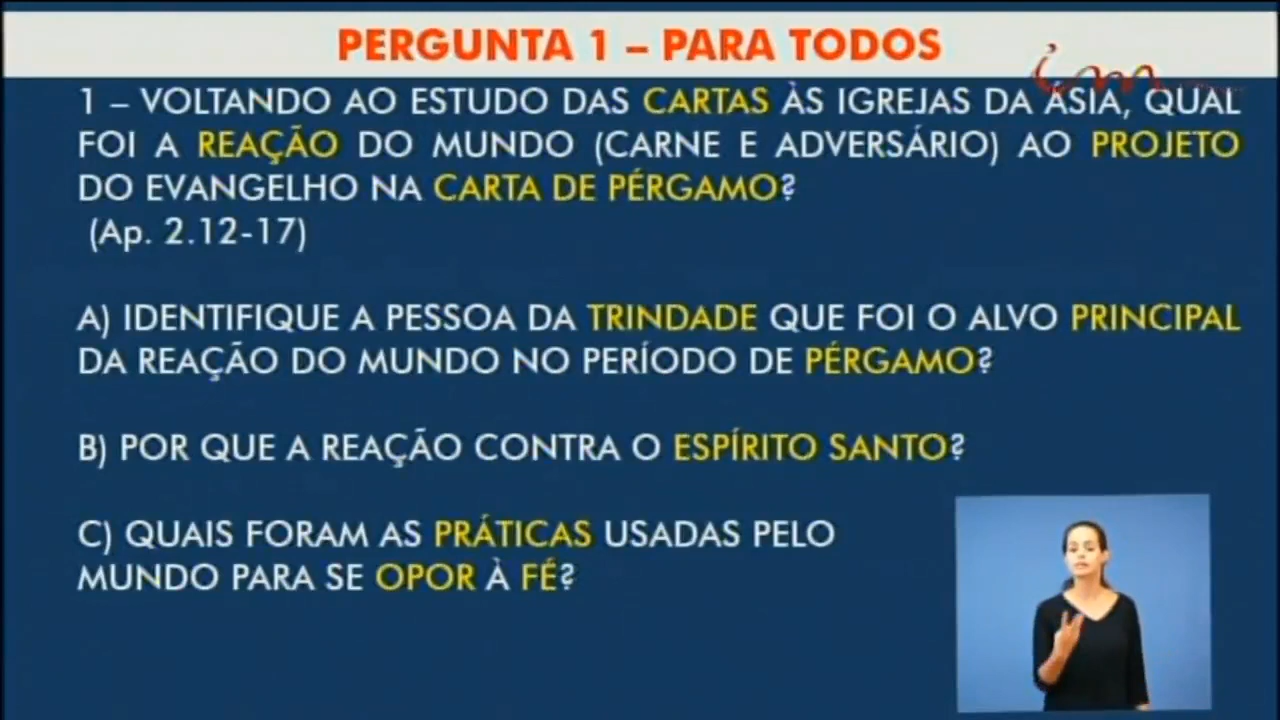 PERGUNTA 1 – PARA TODOS
im
1 – VOLTANDO AO ESTUDO DAS CARTAS ÀS IGREJAS DA ÁSIA, QUAL
FOI A REAÇÃO DO MUNDO (CARNE E ADVERSÁRIO) AO PROJETO
DO EVANGELHO NA CARTA DE PÉRGAMO?
(Ap. 2.12-17)
A) IDENTIFIQUE A PESSOA DA TRINDADE QUE FOI O ALVO PRINCIPAL
DA REAÇÃO DO MUNDO NO PERÍODO DE PÉRGAMO?
B) POR QUE A REAÇÃO CONTRA O ESPÍRITO SANTO?
C) QUAIS FORAM AS PRÁTICAS USADAS PELO
MUNDO PARA SE OPOR À FÉ?